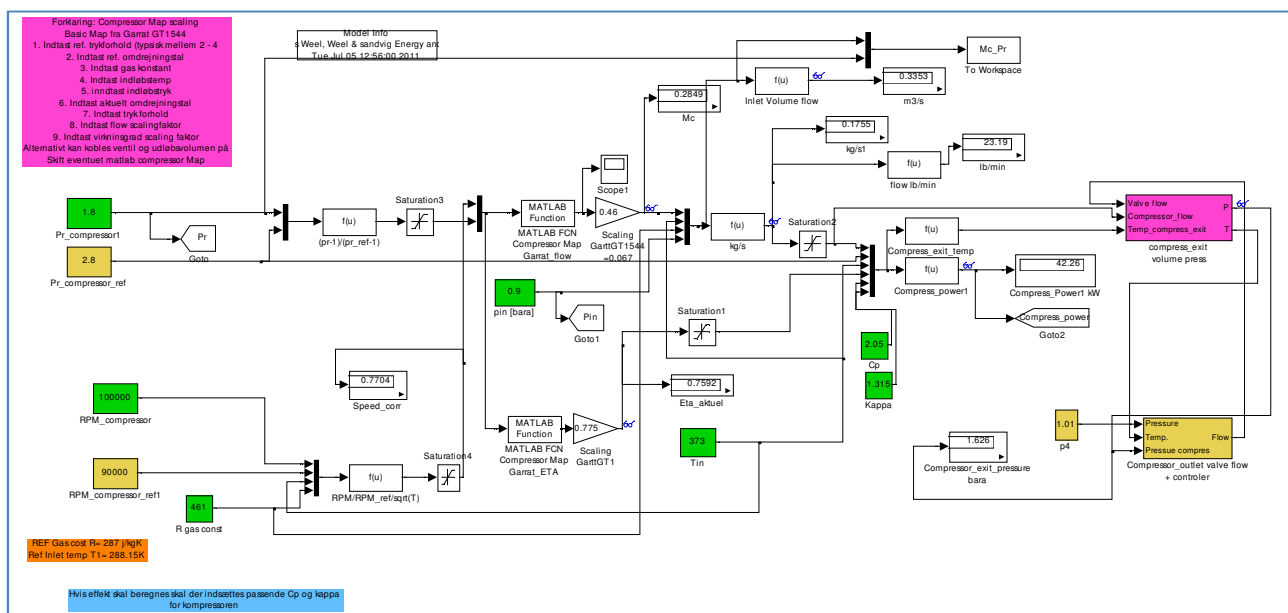 Forklaring: Compressor Map scaling
Basic Map fra Garrat GT1544
1. Indtast ref. trykforhold (typsisk mellem 2 - 4
2. Indtast ref. omdrejningstal
3. Indtast gas konstant
4. Indtast indløbstemp
5. inndtast indløbstryk
6. Indtast aktuelt omdrejningstal
7. Indtast trykforhold
8. Indtast flow scalingfaktor
9. Indtast virkningsgrad scaling faktor
Alternativt kan kobles ventil og udløbsvolumen på
Skift eventuet matlab compressor Map
Model Info
s Weel, Weel & sandvig Energy an
Tue Jul 05 12:56:00 2011
Mc_Pr
To Workspace
f(u)
Inlet Volume flow
0.3353
m3/s
0.2849
Mc
0.1755
kg/s1
f(u)
flow lb/min
23.19
lb/min
1.8
Pr_compressor1
Pr
Goto
2.8
Pr_compressor_ref
f(u)
(pr-1)/(pr_ref-1)
Saturation3
MATLAB
Function
MATLAB FCN
Compressor Map
Garrat_flow
Scope1
0.46
Scaling
GarttGT1544
=0.067
f(u)
kg/s
Saturation2
f(u)
Compress_exit_temp
f(u)
Compress_power1
42.26
Compress_Power1 kW
Compress_power
Goto2
Valve flow
Compressor_flow
Temp_compress_exit
P
T
compress_exit
volume press
0.9
pin [bara]
Pin
Goto1
Saturation1
2.05
Cp
1.315
Kappa
0.7704
Speed_corr
0.7592
Eta_aktuel
100000
RPM_compressor
90000
RPM_compressor_ref1
461
R gas const
f(u)
RPM/RPM_ref/sqrt(T)
Saturation4
MATLAB
Function
MATLAB FCN
Compressor Map
Garrat_ETA
0.775
Scaling
GarttGT1
373
Tin
1.626
Compressor_exit_pressure
bara
1.01
p4
Pressure
Temp.
Pressue compres
Flow
Compressor_outlet valve flow
+ controler
REF Gascost R= 287 j/kgK
Ref Inlet temp T1= 288.15K
Hvis effekt skal beregnes skal der indsættes passende Cp og kappa
for kompressoren